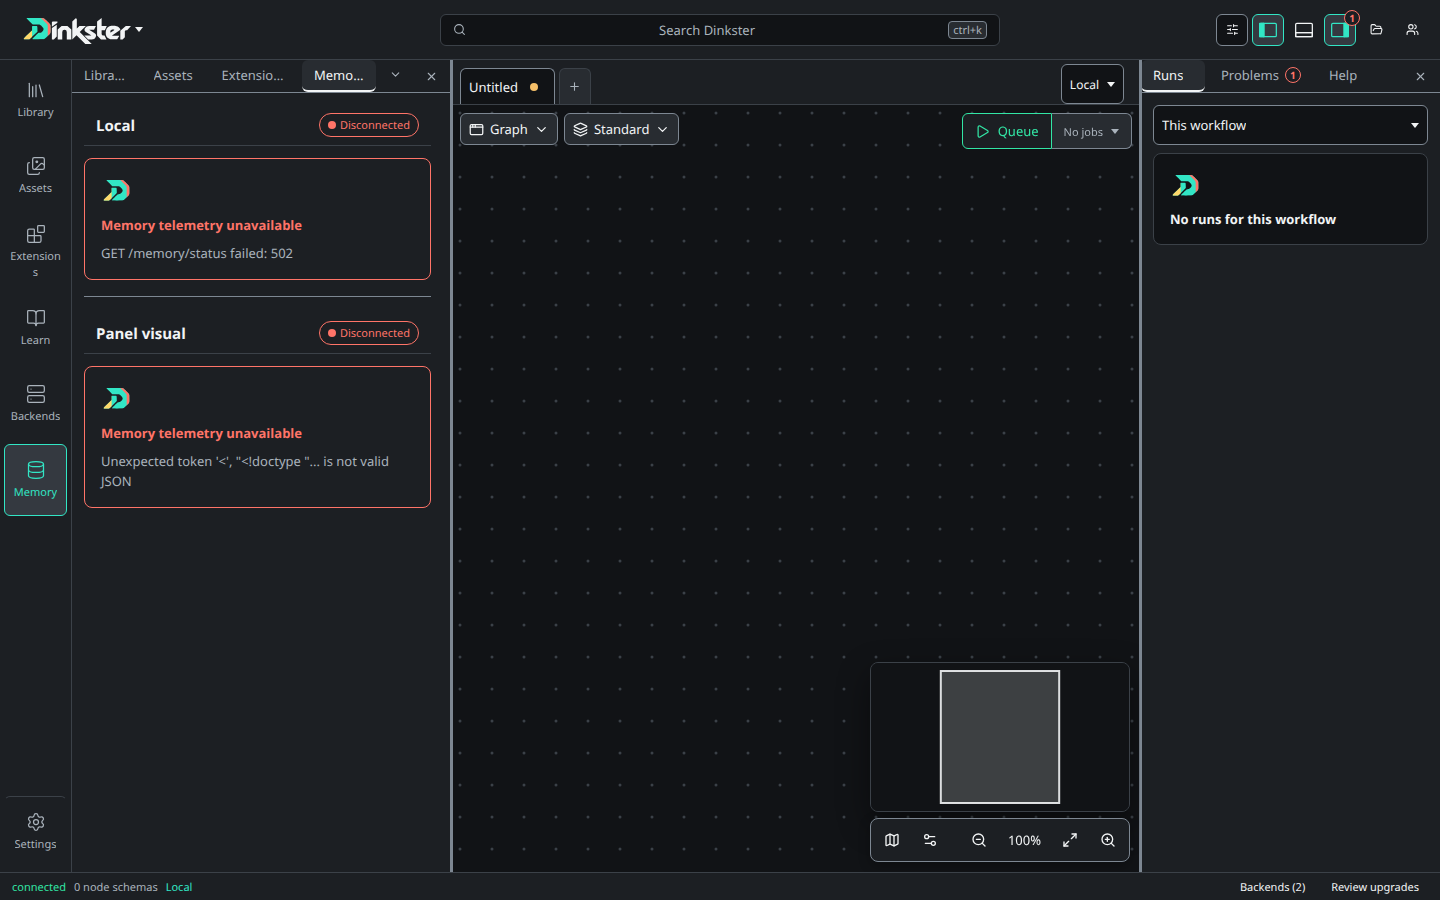 Dinkster
Search Dinkster
ctrl+k
1
Library
Assets
Extension
s
Learn
Backends
Memory
Settings
Libra...
Assets
Extensio...
Memo...
Local
Disconnected
Memory telemetry unavailable
GET /memory/status failed: 502
Panel visual
Disconnected
Memory telemetry unavailable
Unexpected token '<', "<!doctype "... is not valid
JSON
Untitled
Local
Graph
Standard
Queue
No jobs
100%
Runs
Problems
1
Help
This workflow
No runs for this workflow
connected
0 node schemas
Local
Backends (2)
Review upgrades